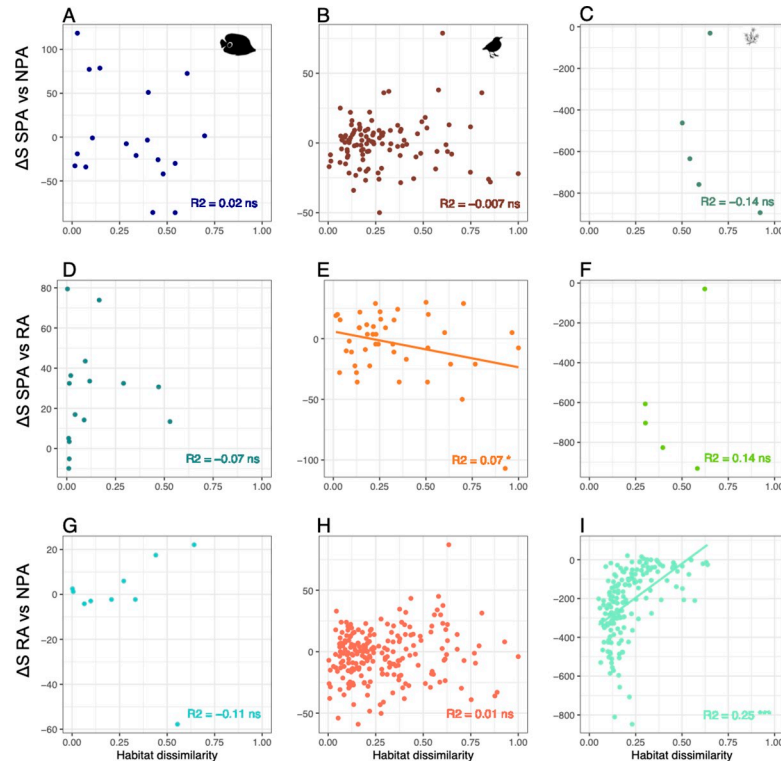 A
B
C
ΔS SPA vs NPA
100
50
0
−50
R2 = 0.02 ns
0.00 0.25 0.50 0.75 1.00
50
0
−50
R2 = −0.007 ns
0.00 0.25 0.50 0.75 1.00
0
−200
−400
−600
−800
R2 = −0.14 ns
0.00 0.25 0.50 0.75 1.00
D
E
F
ΔS SPA vs RA
80
60
40
20
0
R2 = −0.07 ns
0.00 0.25 0.50 0.75 1.00
0
−50
−100
R2 = 0.07 *
0.00 0.25 0.50 0.75 1.00
0
−200
−400
−600
−800
R2 = 0.14 ns
0.00 0.25 0.50 0.75 1.00
G
H
I
ΔS RA vs NPA
20
0
−20
−40
−60
R2 = −0.11 ns
0.00 0.25 0.50 0.75 1.00
Habitat dissimilarity
50
0
−50
R2 = 0.01 ns
0.00 0.25 0.50 0.75 1.00
Habitat dissimilarity
0
−200
−400
−600
−800
R2 = 0.25 ***
0.00 0.25 0.50 0.75 1.00
Habitat dissimilarity